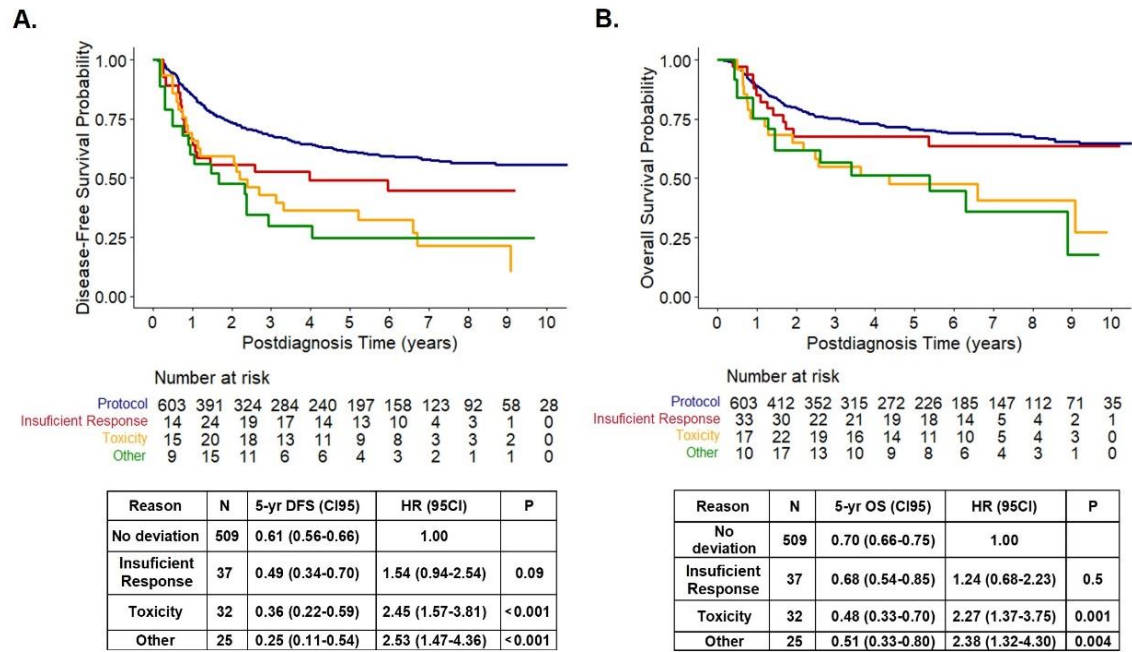 A.
Disease-Free Survival Probability
1.00
0.75
0.50
0.25
0.00
0 1 2 3 4 5 6 7 8 9 10
Postdiagnosis Time (years)
Number at risk
Protocol 603 391 324 284 240 197 158 123 92 58 28
Insuficient Response 14 24 19 17 14 13 10 4 3 1 0
Toxicity 15 20 18 13 11 9 8 3 3 2 0
Other 9 15 11 6 6 4 3 2 1 1 0
Reason N 5-yr DFS (CI95) HR (95CI) P
No deviation 509 0.61 (0.56-0.66) 1.00
Insuficient Response 37 0.49 (0.34-0.70) 1.54 (0.94-2.54) 0.09
Toxicity 32 0.36 (0.22-0.59) 2.45 (1.57-3.81) <0.001
Other 25 0.25 (0.11-0.54) 2.53 (1.47-4.36) <0.001
B.
Overall Survival Probability
1.00
0.75
0.50
0.25
0.00
0 1 2 3 4 5 6 7 8 9 10
Postdiagnosis Time (years)
Number at risk
Protocol 603 412 352 315 272 226 185 147 112 71 35
Insuficient Response 33 30 22 21 19 18 14 5 4 2 1
Toxicity 17 22 19 16 14 11 10 5 4 3 0
Other 10 17 13 10 9 8 6 4 3 1 0
Reason N 5-yr OS (CI95) HR (95CI) P
No deviation 509 0.70 (0.66-0.75) 1.00
Insuficient Response 37 0.68 (0.54-0.85) 1.24 (0.68-2.23) 0.5
Toxicity 32 0.48 (0.33-0.70) 2.27 (1.37-3.75) 0.001
Other 25 0.51 (0.33-0.80) 2.38 (1.32-4.30) 0.004